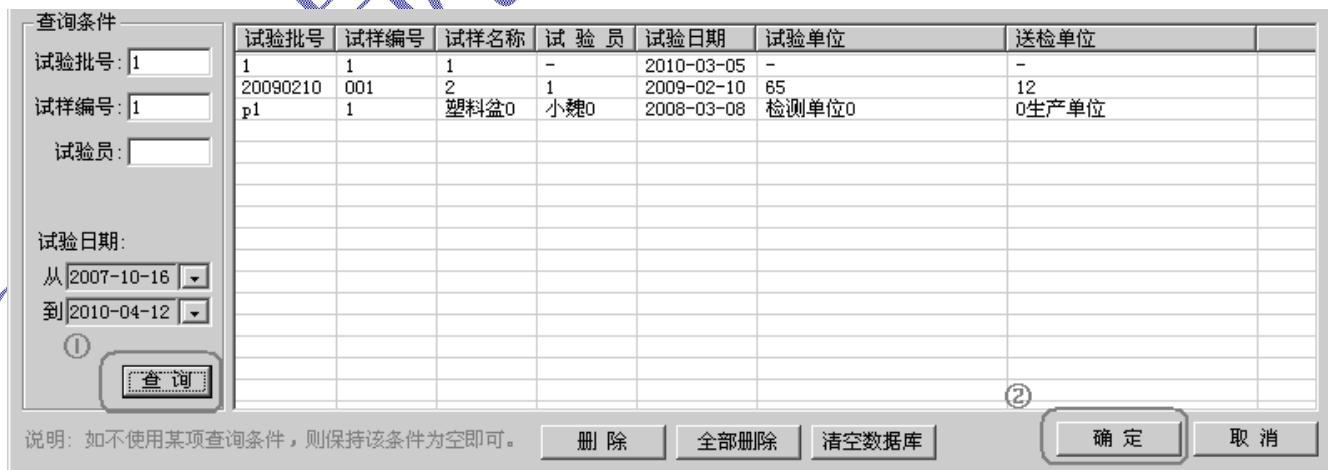 查询条件
试验批号: 1
试样编号: 1
试验员:
试验日期:
从 2007-10-16
到 2010-04-12
①
查 询
试验批号 试样编号 试样名称 试 验 员 试验日期 试验单位 送检单位
1 1 1 - 2010-03-05 - -
20090210 001 2 1 2009-02-10 65 12
p1 1 塑料盆0 小魏0 2008-03-08 检测单位0 0生产单位
②
说明: 如不使用某项查询条件，则保持该条件为空即可。
删 除 全部删除 清空数据库 确 定 取 消